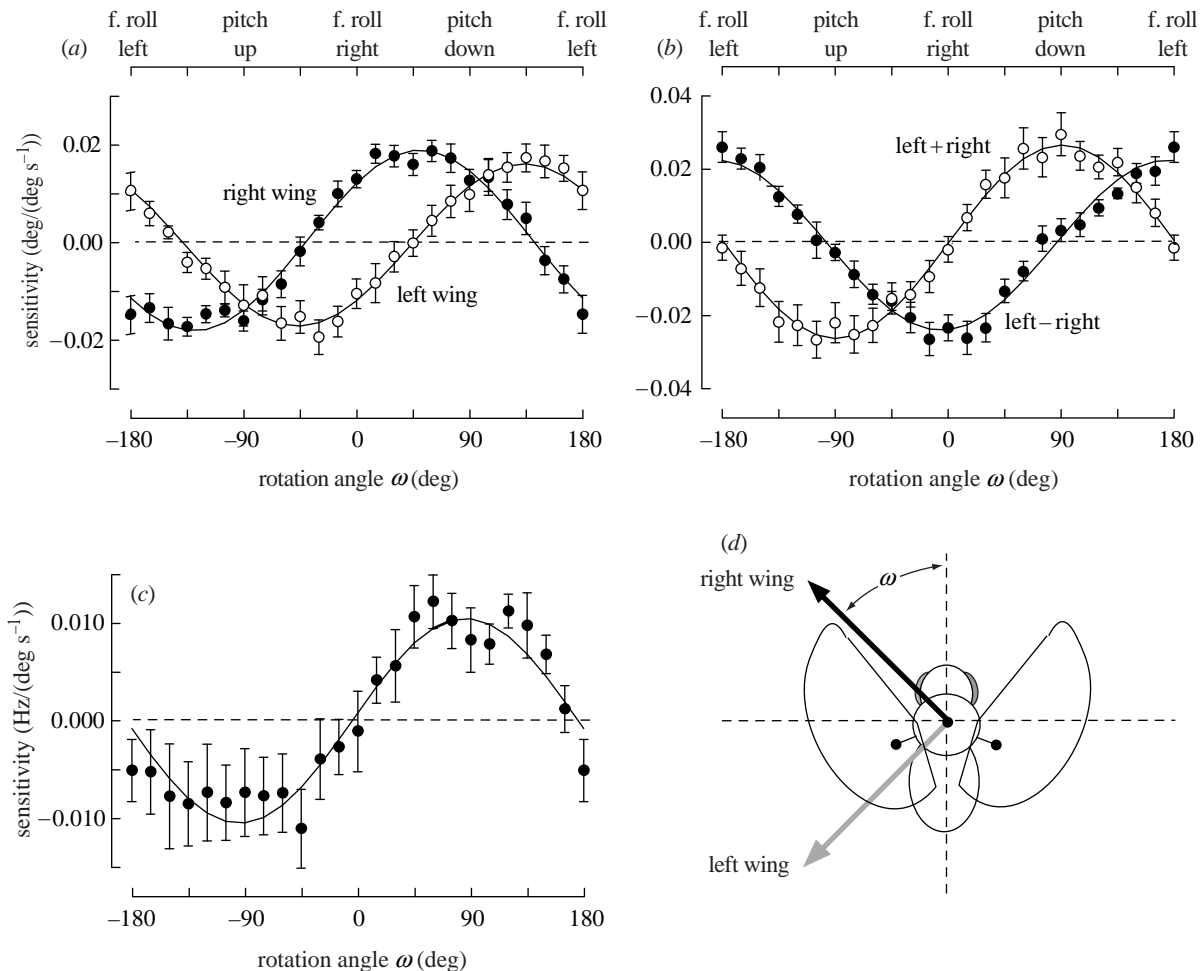 (a)
f. roll left
pitch up
f. roll right
pitch down
f. roll left
sensitivity (deg/(deg s⁻¹))
0.02
0.00
−0.02
right wing
left wing
−180 −90 0 90 180
rotation angle ω (deg)
(b)
f. roll left
pitch up
f. roll right
pitch down
f. roll left
0.04
0.02
0.00
−0.02
−0.04
left + right
left − right
−180 −90 0 90 180
rotation angle ω (deg)
(c)
sensitivity (Hz/(deg s⁻¹))
0.010
0.000
−0.010
−180 −90 0 90 180
rotation angle ω (deg)
(d)
right wing
ω
left wing